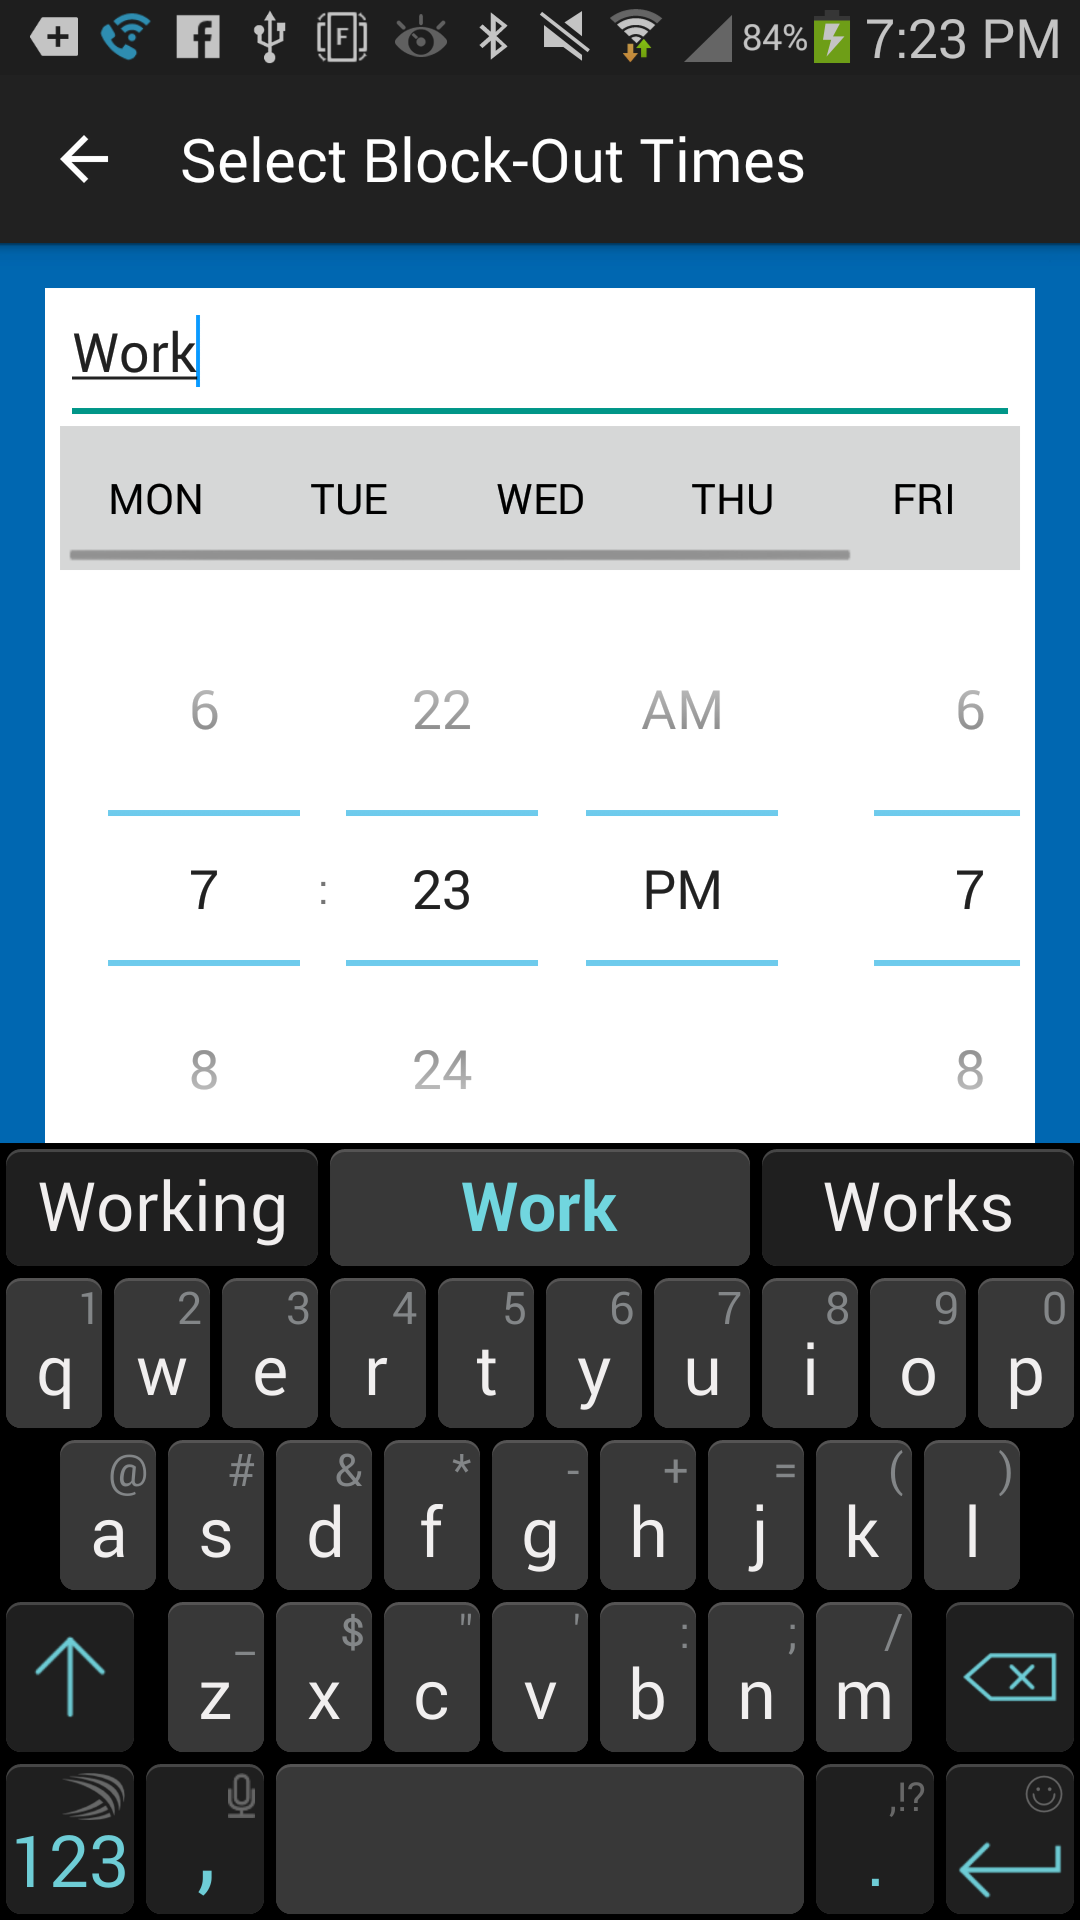 84% 7:23 PM
Select Block-Out Times
Work
MON TUE WED THU FRI
6 22 AM 6
7 : 23 PM 7
8 24 8
Working Work Works
1 2 3 4 5 6 7 8 9 0
q w e r t y u i o p
@ # & * - + = ( )
a s d f g h j k l
_ $ " ' : ; /
z x c v b n m
,!?
123 , .